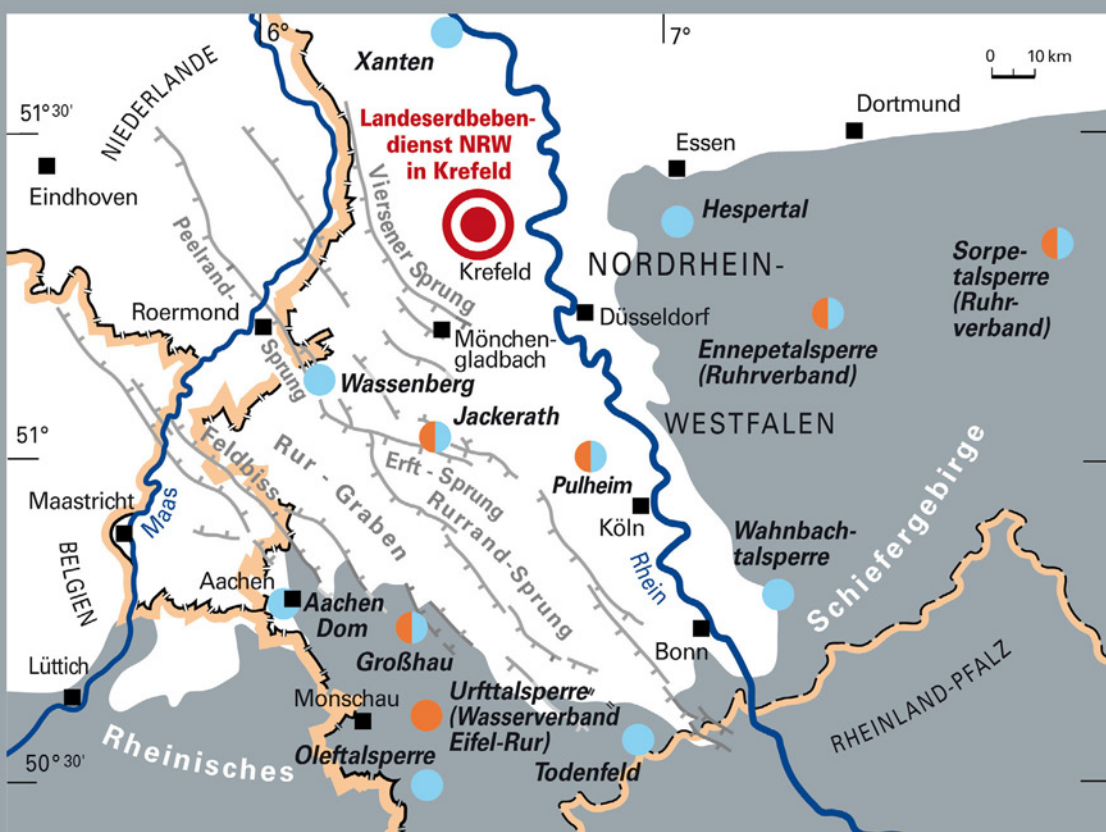 6°
7°
0 10 km
Xanten
NIEDERLANDE
51°30'
Landeserdbeben-
dienst NRW
in Krefeld
Dortmund
Essen
Eindhoven
Viersener Sprung
Hespertal
Peelrand-
Sprung
Krefeld
NORDRHEIN-
WESTFALEN
Sorpe-
talsperre
(Ruhr-
verband)
Roermond
Düsseldorf
Mönchen-
gladbach
Ennepetalsperre
(Ruhrverband)
Wassenberg
Jackerath
51°
Feldbiss
Rur - Graben
Erft - Sprung
Rurrand-Sprung
Pulheim
Köln
Maastricht
Maas
Rhein
Wahnbach-
talsperre
BELGIEN
Aachen
Aachen
Dom
Großhau
Bonn
Lüttich
Monschau
Urfttalsperre
(Wasserverband
Eifel-Rur)
Rheinisches
Schiefergebirge
RHEINLAND-PFALZ
Oleftalsperre
Todenfeld
50°30'